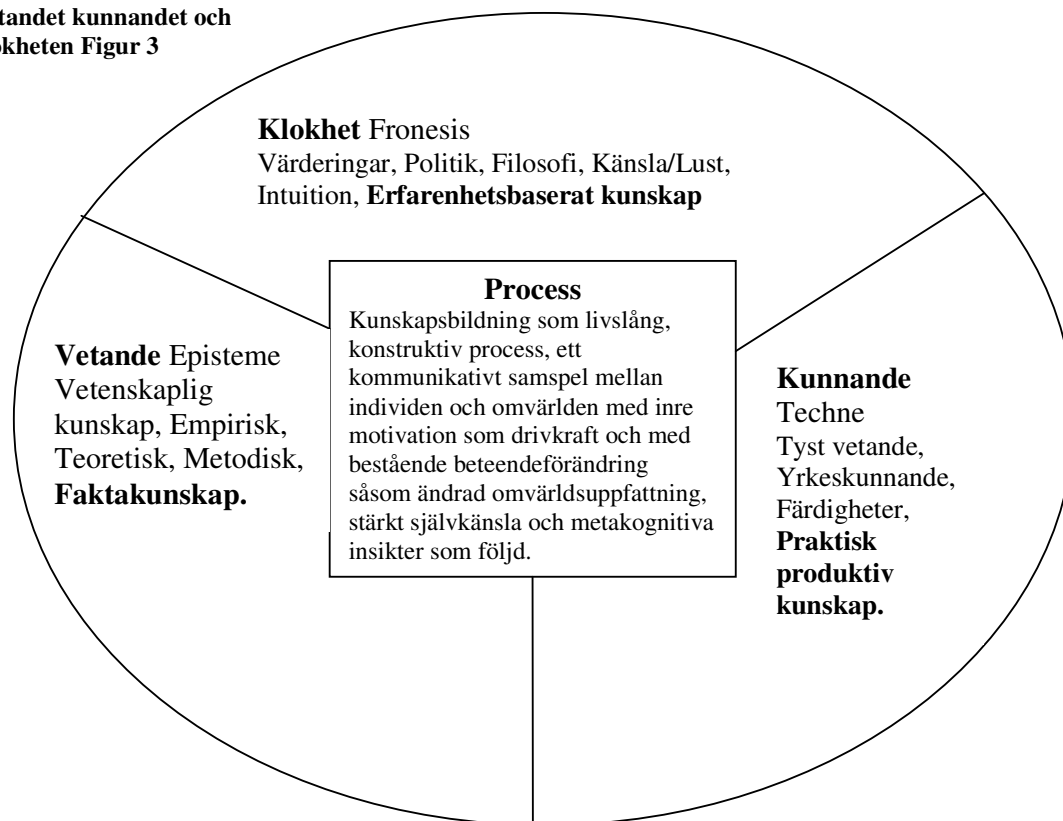 tandet kunnandet och
okheten Figur 3
Klokhet Fronesis
Värderingar, Politik, Filosofi, Känsla/Lust,
Intuition, Erfarenhetsbaserat kunskap
Process
Kunskapsbildning som livslång,
konstruktiv process, ett
kommunikativt samspel mellan
individen och omvärlden med inre
motivation som drivkraft och med
bestående beteendeförändring
såsom ändrad omvärldsuppfattning,
stärkt självkänsla och metakognitiva
insikter som följd.
Vetande Episteme
Vetenskaplig
kunskap, Empirisk,
Teoretisk, Metodisk,
Faktakunskap.
Kunnande
Techne
Tyst vetande,
Yrkeskunnande,
Färdigheter,
Praktisk
produktiv
kunskap.